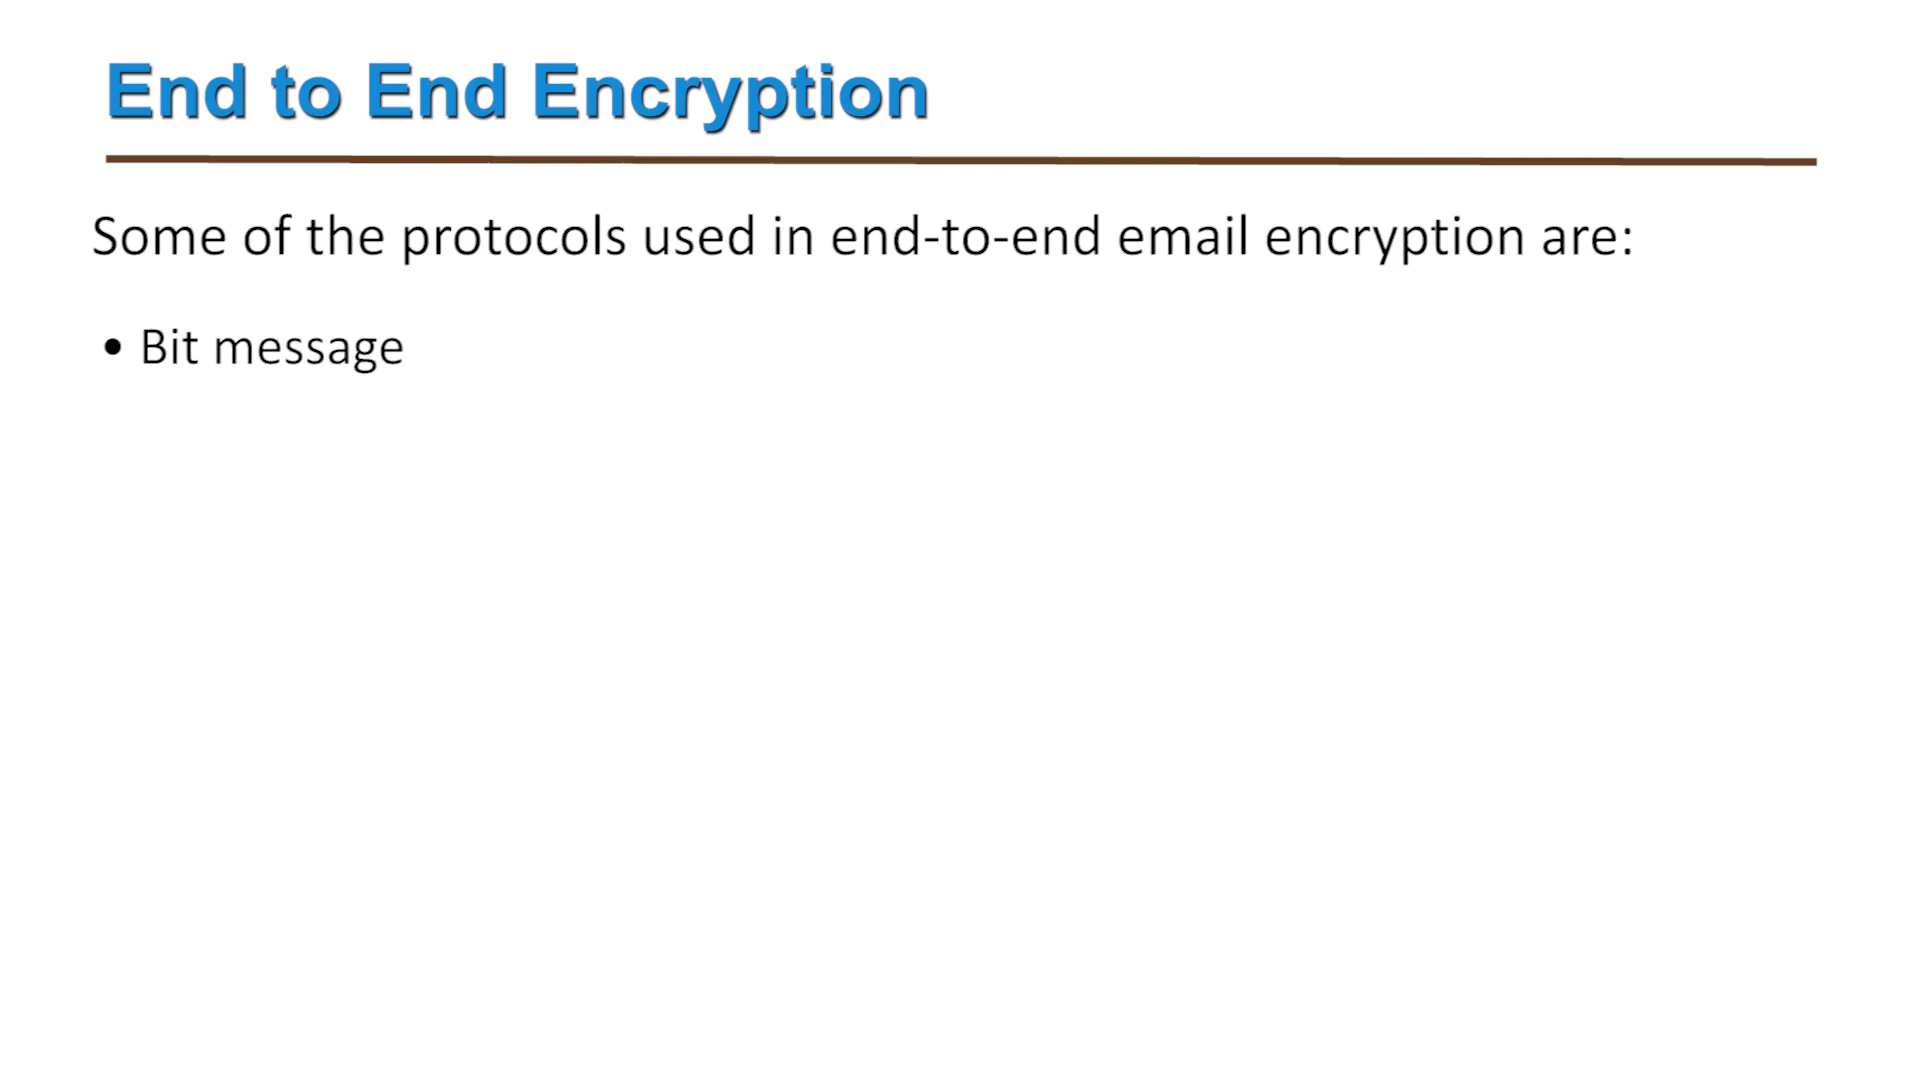 End to End Encryption
Some of the protocols used in end-to-end email encryption are:
• Bit message